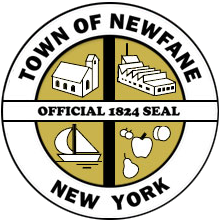 TOWN OF NEWFANE
OFFICIAL 1824 SEAL
NEW YORK